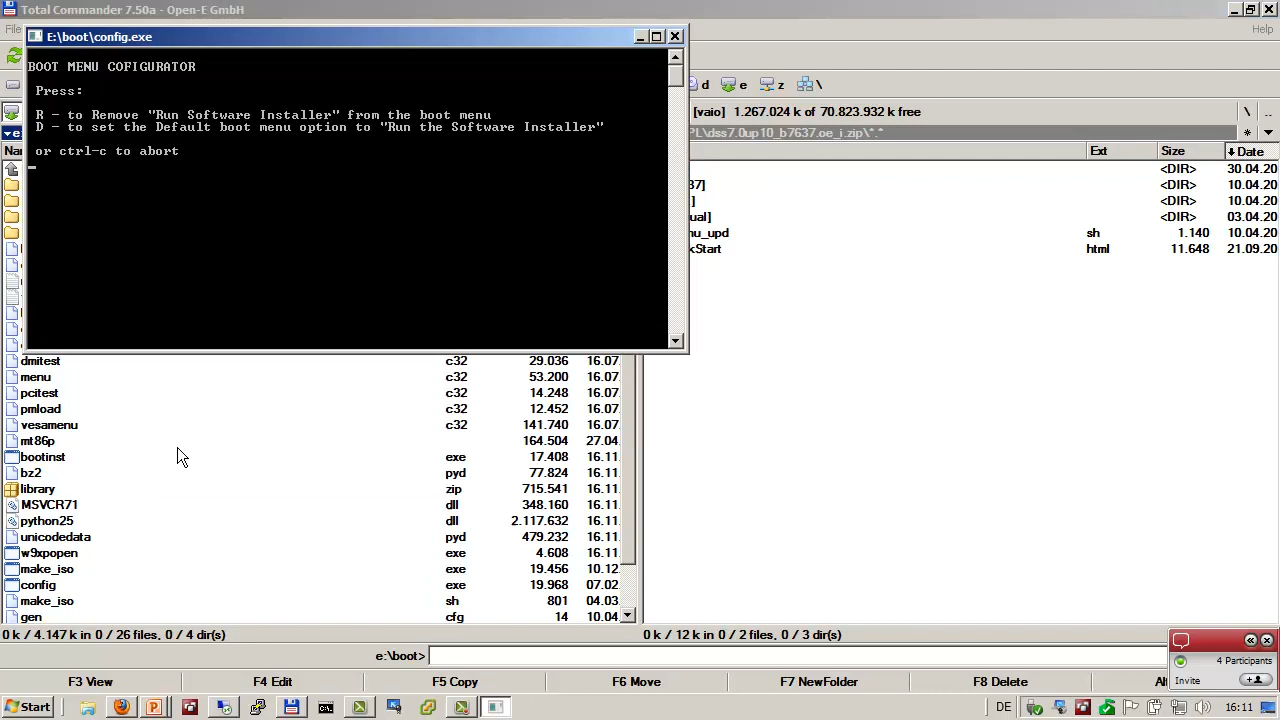 Total Commander 7.50a - Open-E GmbH
Help
E:\boot\config.exe
BOOT MENU COFIGURATOR
Press:
R - to Remove "Run Software Installer" from the boot menu
D - to set the Default boot menu option to "Run the Software Installer"
or ctrl-c to abort
d e z \
[vaio] 1.267.024 k of 70.823.932 k free \ ..
PL\dss7.0up10_b7637.oe_i.zip\*.* *
Ext Size Date
<DIR> 30.04.20
37] <DIR> 10.04.20
] <DIR> 10.04.20
ual] <DIR> 03.04.20
nu_upd sh 1.140 10.04.20
kStart html 11.648 21.09.20
dmitest c32 29.036 16.07.
menu c32 53.200 16.07.
pcitest c32 14.248 16.07.
pmload c32 12.452 16.07.
vesamenu c32 141.740 16.07.
mt86p 164.504 27.04.
bootinst exe 17.408 16.11.
bz2 pyd 77.824 16.11.
library zip 715.541 16.11.
MSVCR71 dll 348.160 16.11.
python25 dll 2.117.632 16.11.
unicodedata pyd 479.232 16.11.
w9xpopen exe 4.608 16.11.
make_iso exe 19.456 10.12.
config exe 19.968 07.02.
make_iso sh 801 04.03.
gen cfg 14 10.04.
0 k / 4.147 k in 0 / 26 files, 0 / 4 dir(s) 0 k / 12 k in 0 / 2 files, 0 / 3 dir(s)
e:\boot>
F3 View F4 Edit F5 Copy F6 Move F7 NewFolder F8 Delete
4 Participants
Invite
Start DE 16:11